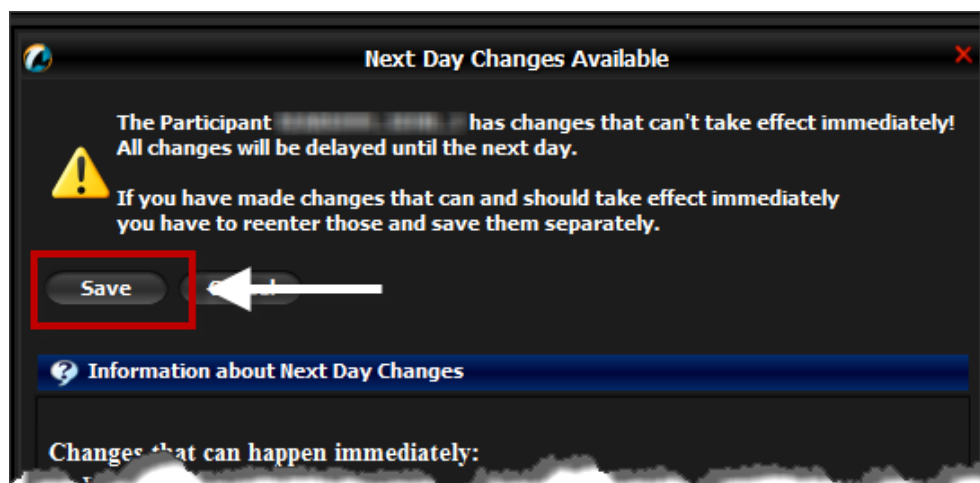 Next Day Changes Available
The Participant has changes that can't take effect immediately!
All changes will be delayed until the next day.
If you have made changes that can and should take effect immediately
you have to reenter those and save them separately.
Save
Information about Next Day Changes
Changes that can happen immediately: